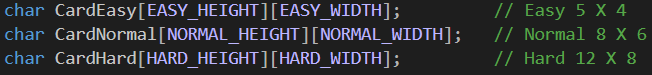 char CardEasy[EASY_HEIGHT][EASY_WIDTH]; // Easy 5 X 4
char CardNormal[NORMAL_HEIGHT][NORMAL_WIDTH]; // Normal 8 X 6
char CardHard[HARD_HEIGHT][HARD_WIDTH]; // Hard 12 X 8